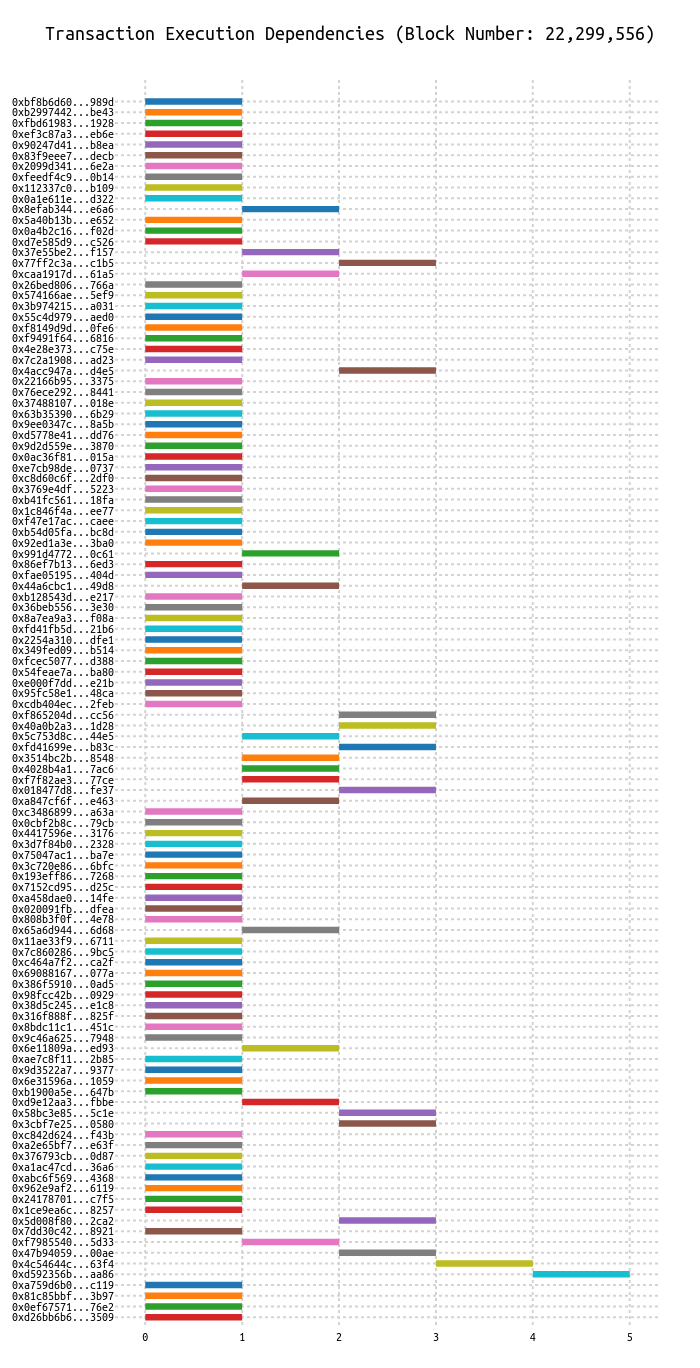 Transaction Execution Dependencies (Block Number: 22,299,556)
0xbf8b6d60...989d
0xb2997442...be43
0xfbd61983...1928
0xef3c87a3...eb6e
0x90247d41...b8ea
0x83f9eee7...decb
0x2099d341...6e2a
0xfeedf4c9...0b14
0x112337c0...b109
0x0a1e611e...d322
0x8efab344...e6a6
0x5a40b13b...e652
0x0a4b2c16...f02d
0xd7e585d9...c526
0x37e55be2...f157
0x77ff2c3a...c1b5
0xcaa1917d...61a5
0x26bed806...766a
0x574166ae...5ef9
0x3b974215...a031
0x55c4d979...aed0
0xf8149d9d...0fe6
0xf9491f64...6816
0x4e28e373...c75e
0x7c2a1908...ad23
0x4acc947a...d4e5
0x22166b95...3375
0x76ece292...8441
0x37488107...018e
0x63b35390...6b29
0x9ee0347c...8a5b
0xd5778e41...dd76
0x9d2d559e...3870
0x0ac36f81...015a
0xe7cb98de...0737
0xc8d60c6f...2df0
0x3769e4df...5223
0xb41fc561...18fa
0x1c846f4a...ee77
0xf47e17ac...caee
0xb54d05fa...bc8d
0x92ed1a3e...3ba0
0x991d4772...0c61
0x86ef7b13...6ed3
0xfae05195...404d
0x44a6cbc1...49d8
0xb128543d...e217
0x36beb556...3e30
0x8a7ea9a3...f08a
0xfd41fb5d...21b6
0x2254a310...dfe1
0x349fed09...b514
0xfcec5077...d388
0x54feae7a...ba80
0xe000f7dd...e21b
0x95fc58e1...48ca
0xcdb404ec...2feb
0xf865204d...cc56
0x40a0b2a3...1d28
0x5c753d8c...44e5
0xfd41699e...b83c
0x3514bc2b...8548
0x4028b4a1...7ac6
0xf7f82ae3...77ce
0x018477d8...fe37
0xa847cf6f...e463
0xc3486899...a63a
0x0cbf2b8c...79cb
0x4417596e...3176
0x3d7f84b0...2328
0x75047ac1...ba7e
0x3c720e86...6bfc
0x193eff86...7268
0x7152cd95...d25c
0xa458dae0...14fe
0x020091fb...dfea
0x808b3f0f...4e78
0x65a6d944...6d68
0x11ae33f9...6711
0x7c860286...9bc5
0xc464a7f2...ca2f
0x69088167...077a
0x386f5910...0ad5
0x98fcc42b...0929
0x38d5c245...e1c8
0x316f888f...825f
0x8bdc11c1...451c
0x9c46a625...7948
0x6e11809a...ed93
0xae7c8f11...2b85
0x9d3522a7...9377
0x6e31596a...1059
0xb1900a5e...647b
0xd9e12aa3...fbbe
0x58bc3e85...5c1e
0x3cbf7e25...0580
0xc842d624...f43b
0xa2e65bf7...e63f
0x376793cb...0d87
0xa1ac47cd...36a6
0xabc6f569...4368
0x962e9af2...6119
0x24178701...c7f5
0x1ce9ea6c...8257
0x5d008f80...2ca2
0x7dd30c42...8921
0xf7985540...5d33
0x47b94059...00ae
0x4c54644c...63f4
0xd592356b...aa86
0xa759d6b0...c119
0x81c85bbf...3b97
0x0ef67571...76e2
0xd26bb6b6...3509
0 1 2 3 4 5